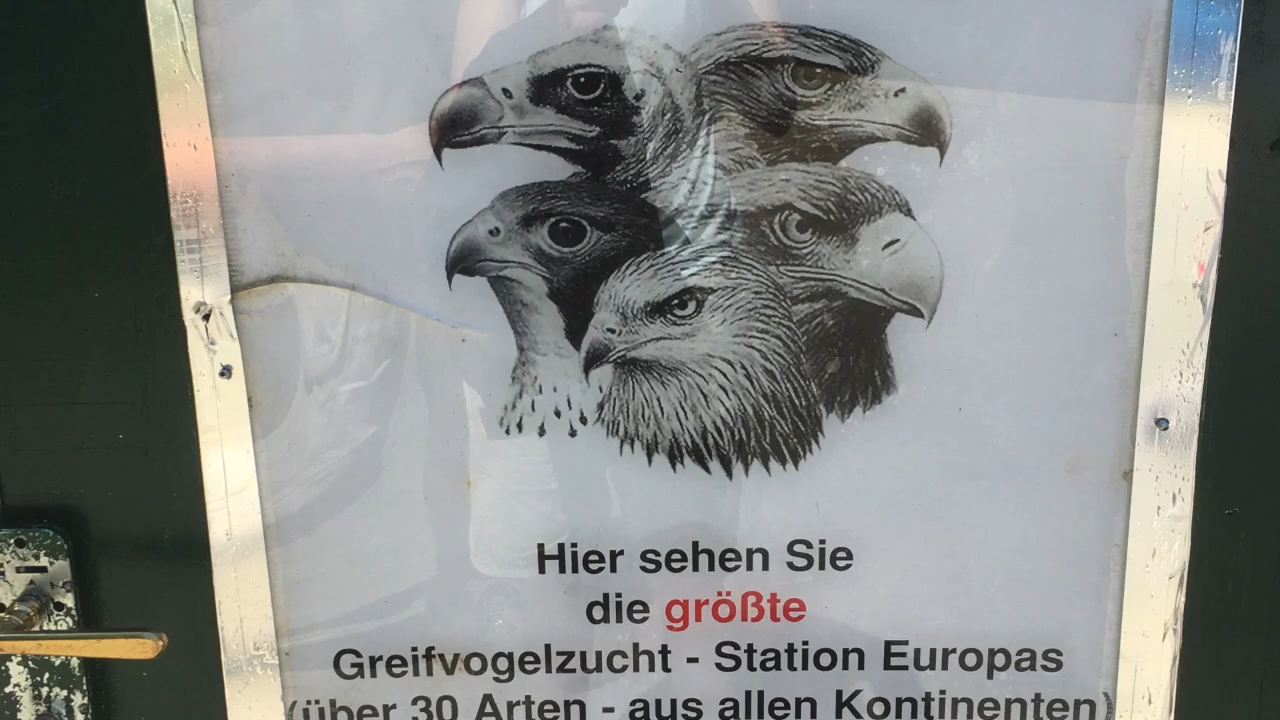 Hier sehen Sie
die größte
Greifvogelzucht - Station Europas
(über 30 Arten - aus allen Kontinenten)